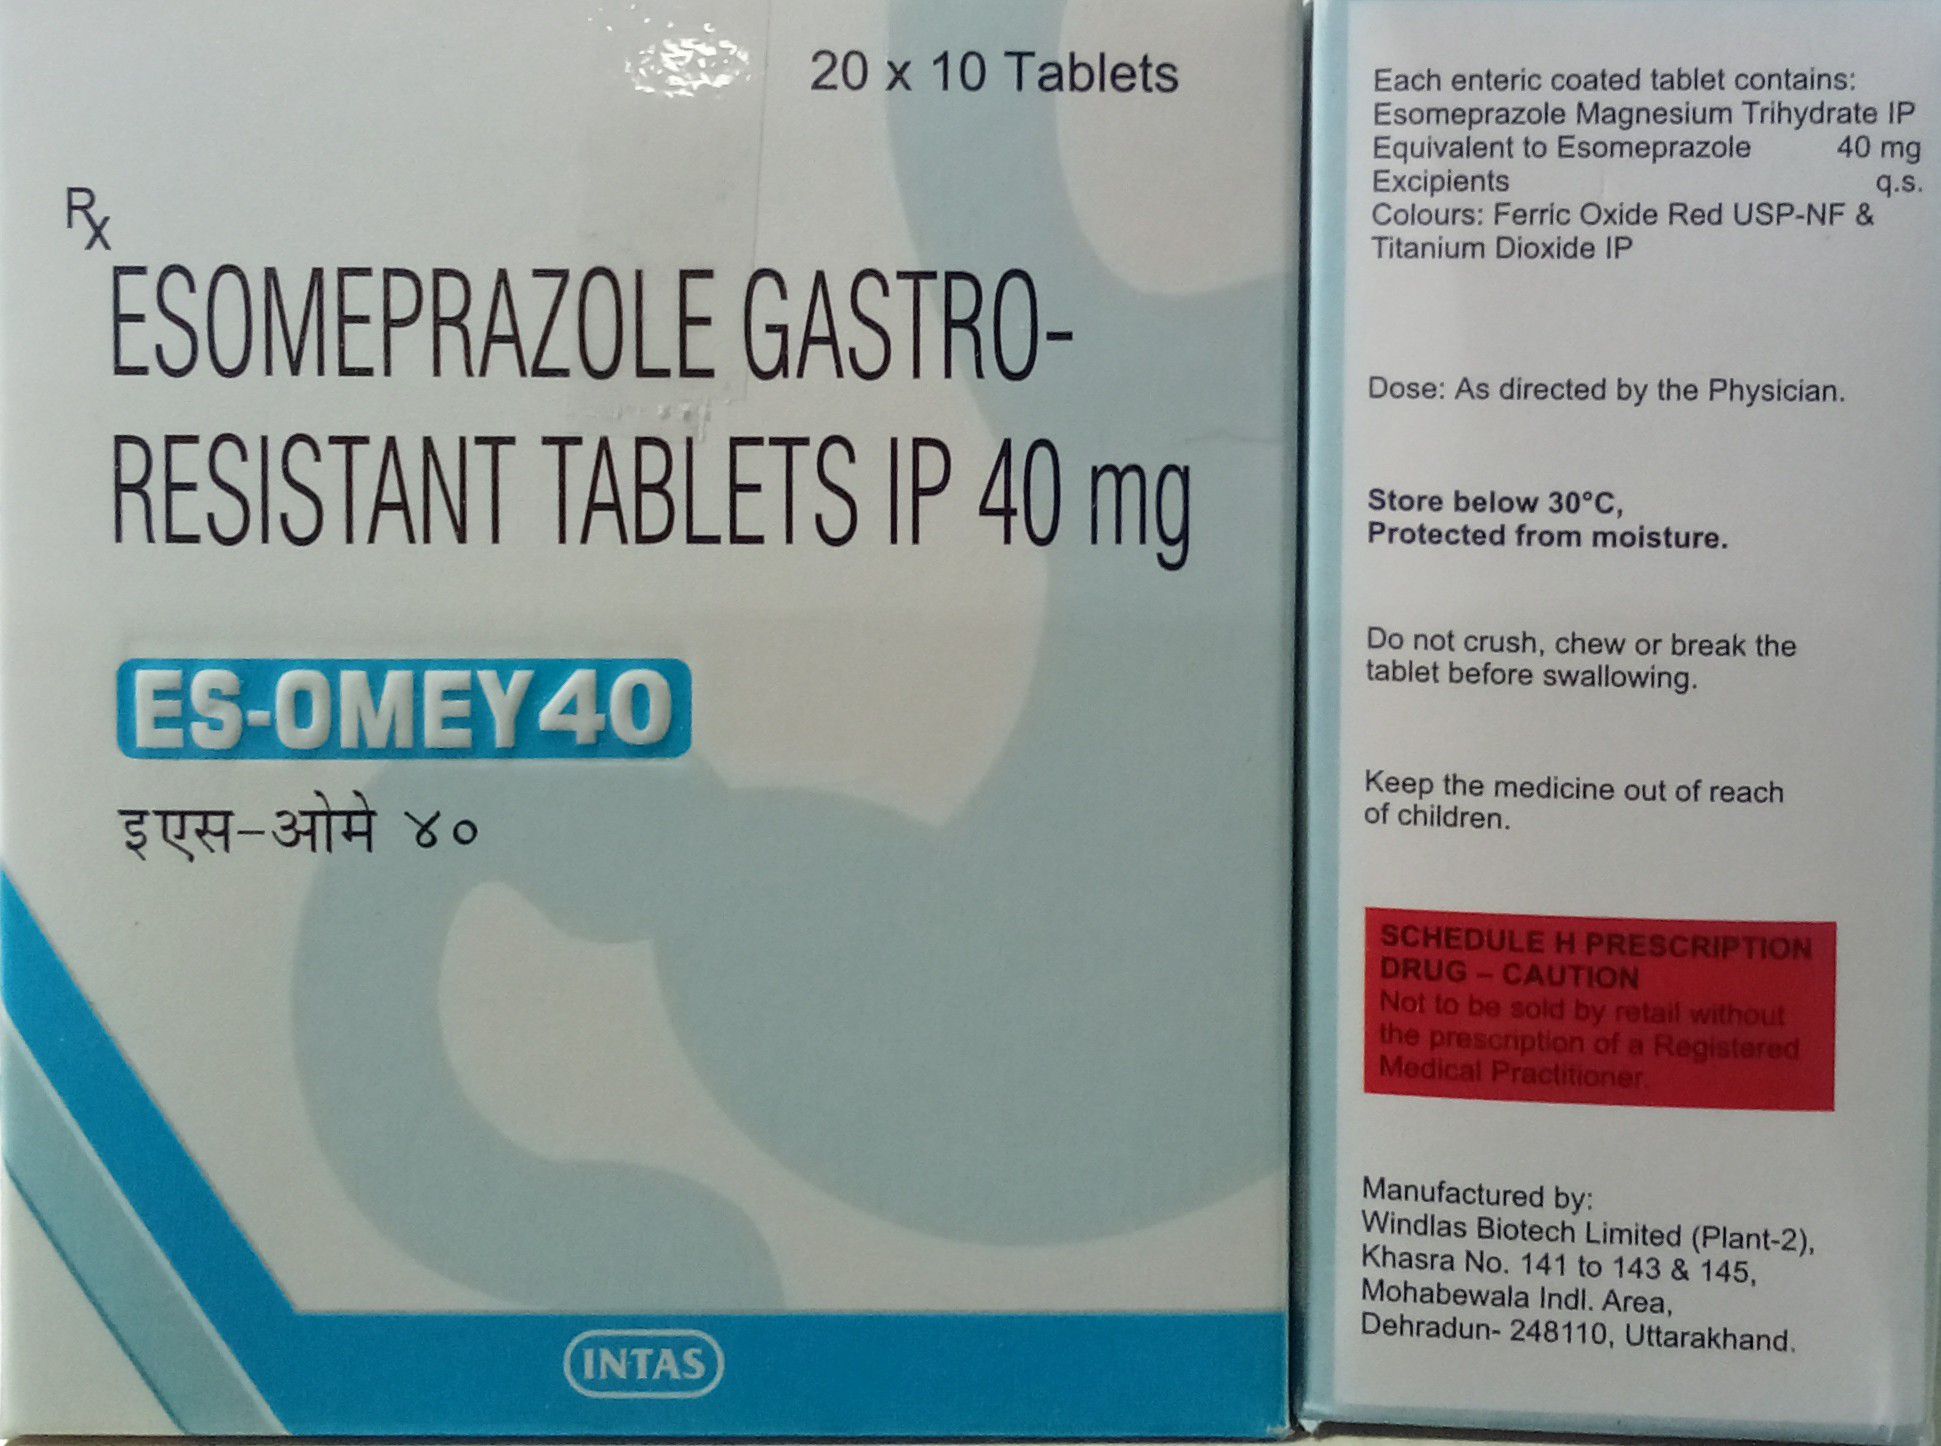 20 x 10 Tablets
Rx
ESOMEPRAZOLE GASTRO-
RESISTANT TABLETS IP 40 mg
ES-OMEY 40
इएस-ओमे ४०
INTAS
Each enteric coated tablet contains:
Esomeprazole Magnesium Trihydrate IP
Equivalent to Esomeprazole 40 mg
Excipients q.s.
Colours: Ferric Oxide Red USP-NF &
Titanium Dioxide IP
Dose: As directed by the Physician.
Store below 30°C,
Protected from moisture.
Do not crush, chew or break the
tablet before swallowing.
Keep the medicine out of reach
of children.
SCHEDULE H PRESCRIPTION
DRUG – CAUTION
Not to be sold by retail without
the prescription of a Registered
Medical Practitioner.
Manufactured by:
Windlas Biotech Limited (Plant-2),
Khasra No. 141 to 143 & 145,
Mohabewala Indl. Area,
Dehradun- 248110, Uttarakhand.